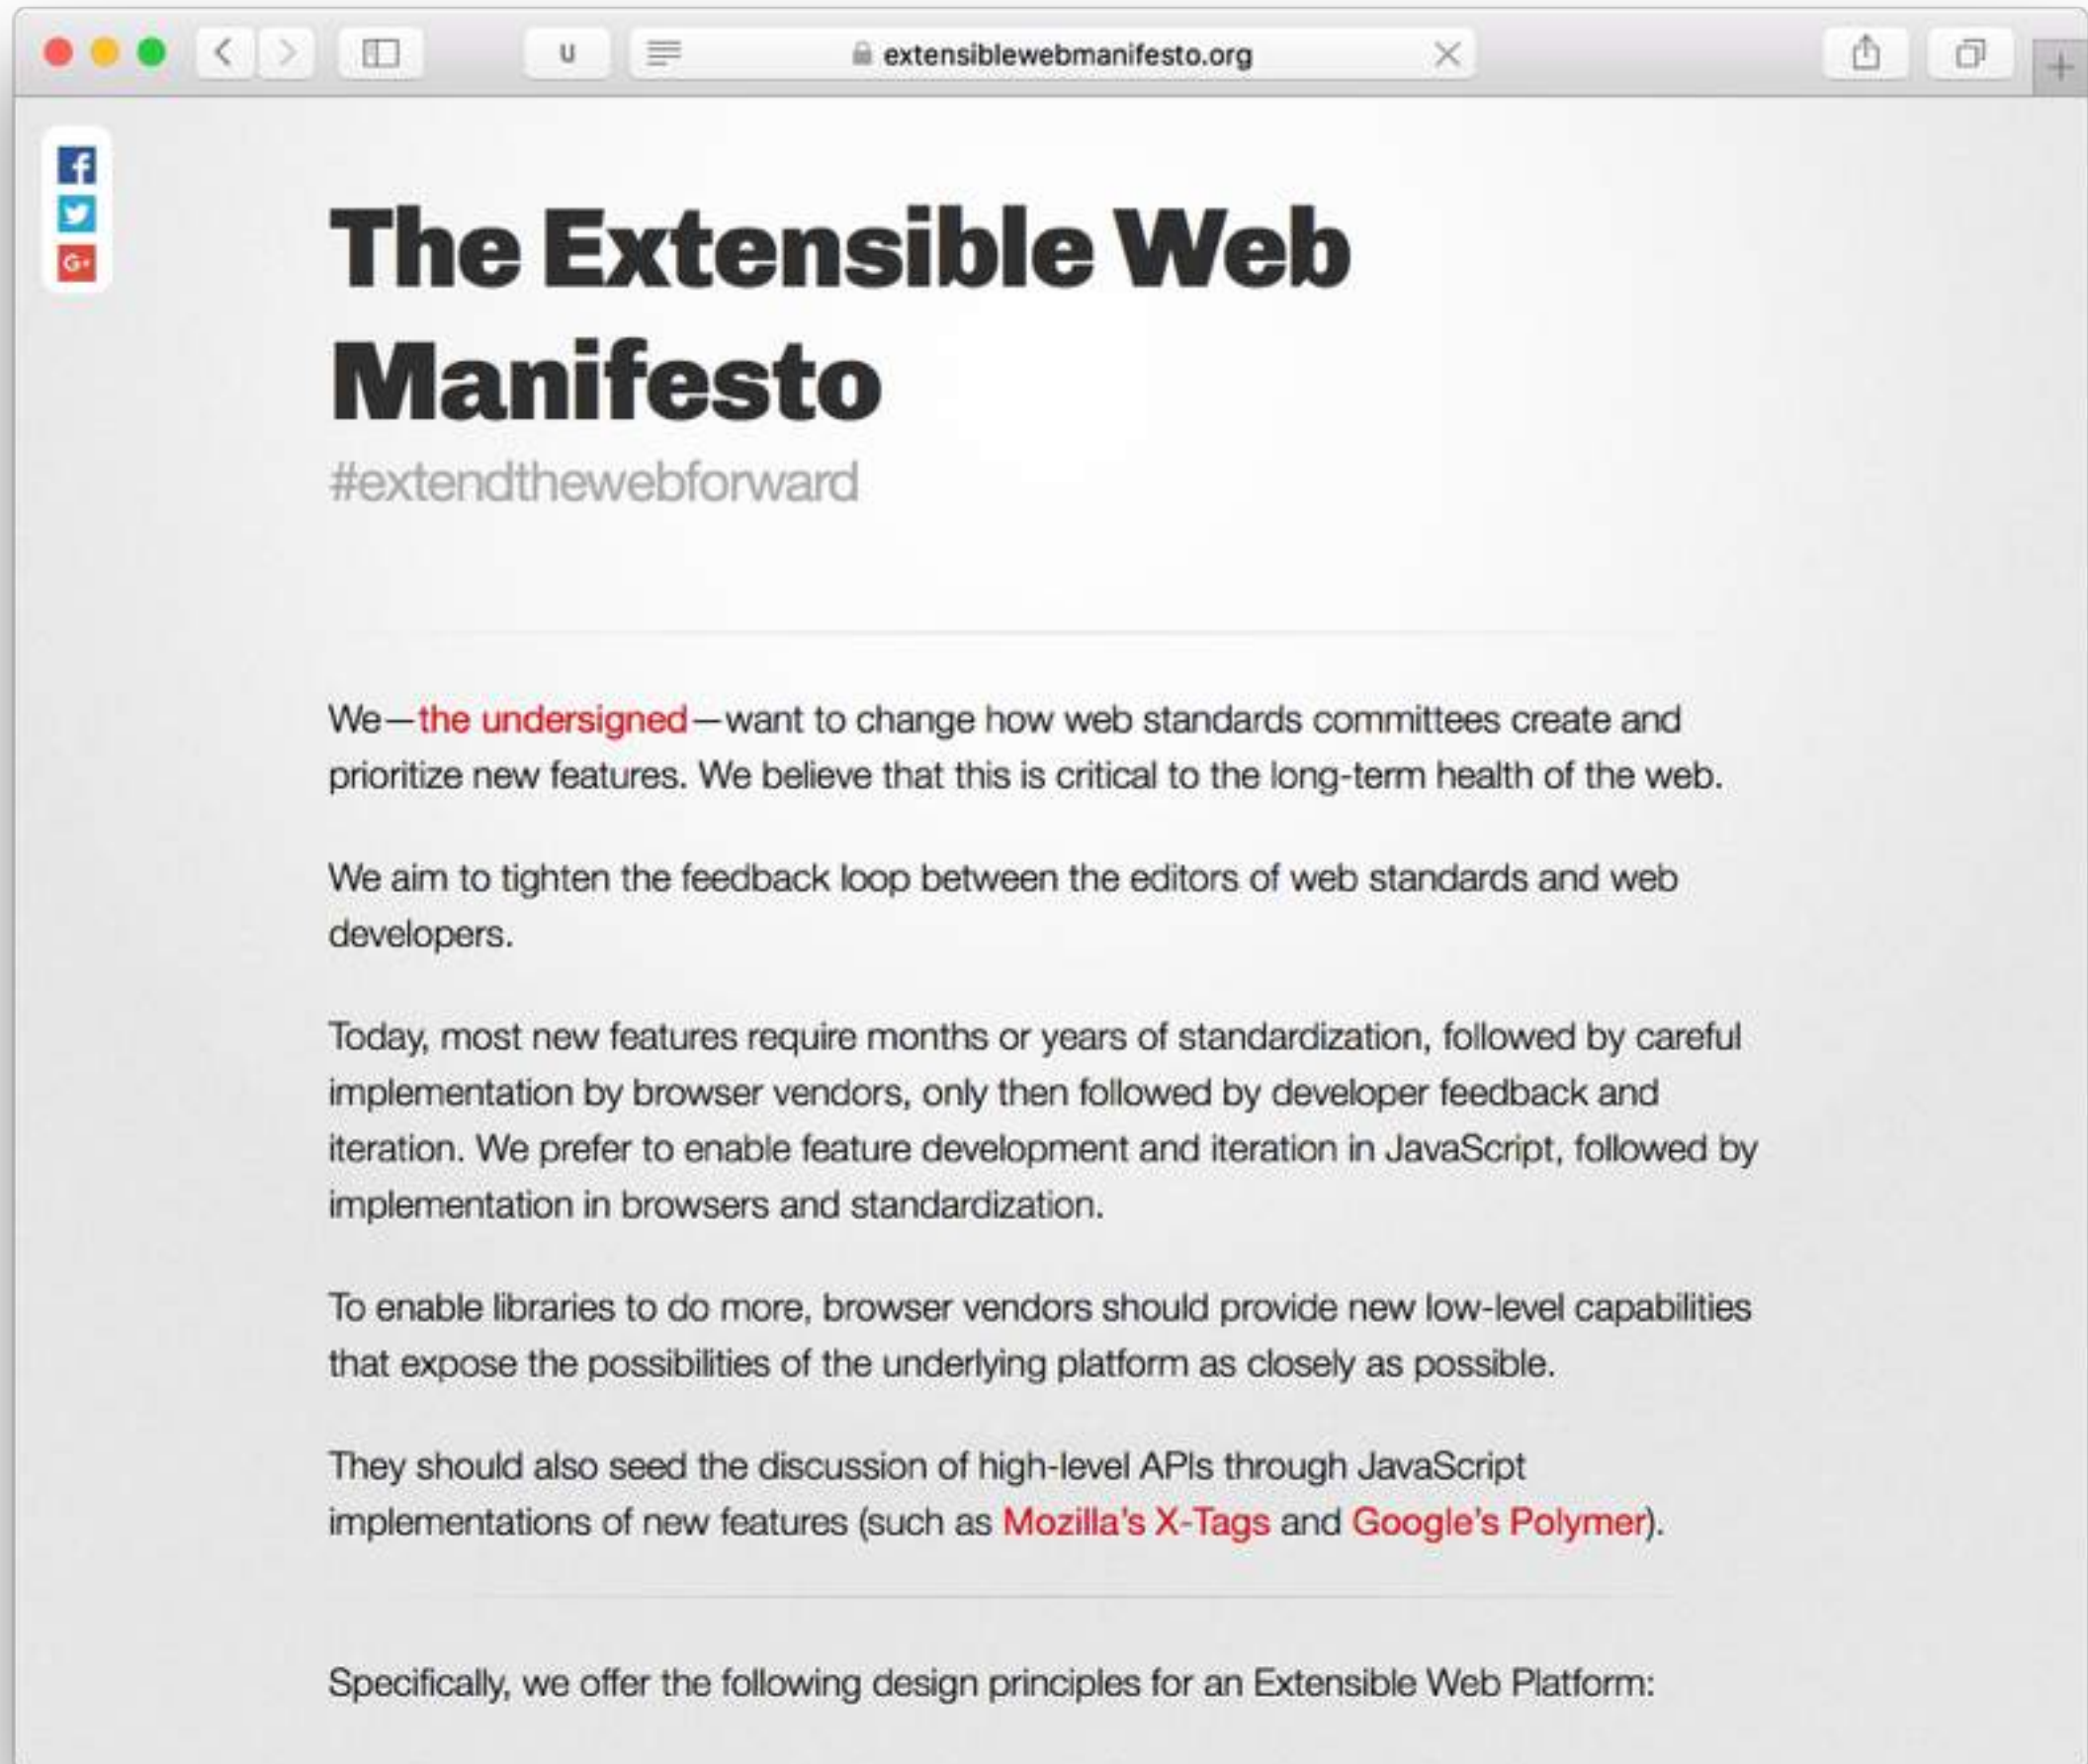 U
extensiblewebmanifesto.org
f
G+
The Extensible Web
Manifesto
#extendthewebforward
We—the undersigned—want to change how web standards committees create and
prioritize new features. We believe that this is critical to the long-term health of the web.
We aim to tighten the feedback loop between the editors of web standards and web
developers.
Today, most new features require months or years of standardization, followed by careful
implementation by browser vendors, only then followed by developer feedback and
iteration. We prefer to enable feature development and iteration in JavaScript, followed by
implementation in browsers and standardization.
To enable libraries to do more, browser vendors should provide new low-level capabilities
that expose the possibilities of the underlying platform as closely as possible.
They should also seed the discussion of high-level APIs through JavaScript
implementations of new features (such as Mozilla's X-Tags and Google's Polymer).
Specifically, we offer the following design principles for an Extensible Web Platform: